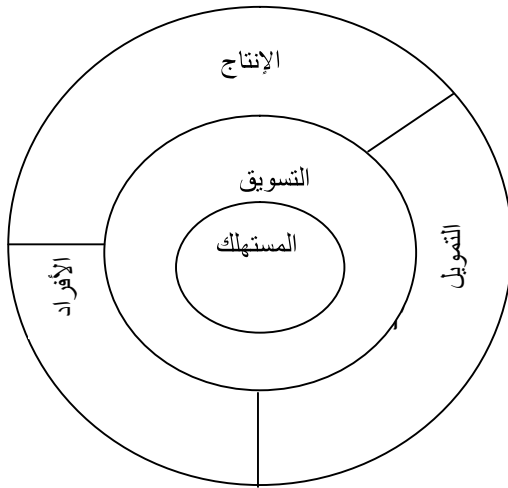 الإنتاج
التسويق
المستهلك
التمويل
الأفراد